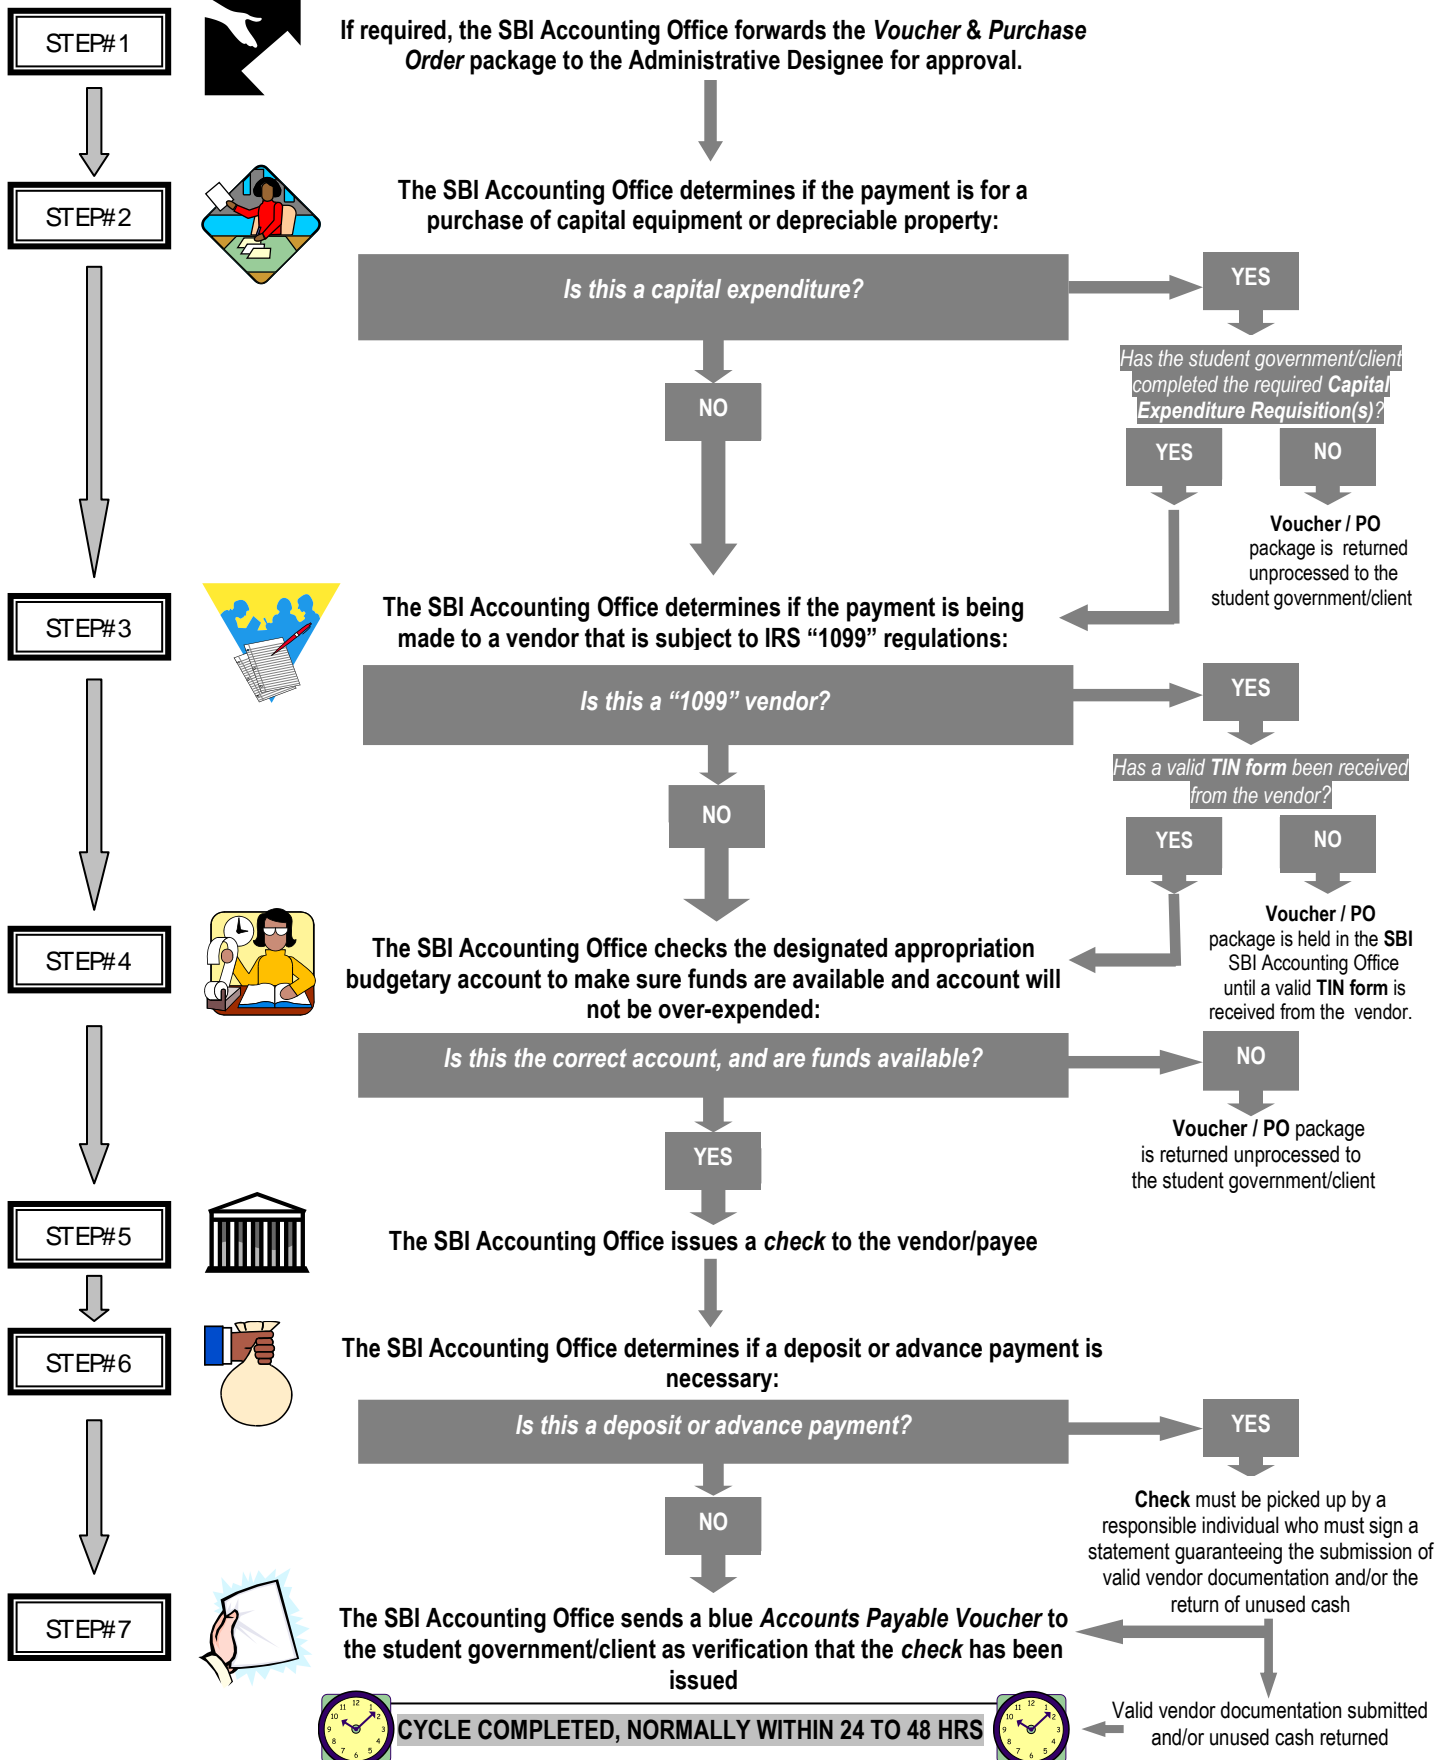 STEP#1
If required, the SBI Accounting Office forwards the Voucher & Purchase
Order package to the Administrative Designee for approval.
STEP#2
The SBI Accounting Office determines if the payment is for a
purchase of capital equipment or depreciable property:
Is this a capital expenditure?
YES
Has the student government/client
completed the required Capital
Expenditure Requisition(s)?
NO
YES
NO
Voucher / PO
package is returned
unprocessed to the
student government/client
STEP#3
The SBI Accounting Office determines if the payment is being
made to a vendor that is subject to IRS “1099” regulations:
Is this a “1099” vendor?
YES
Has a valid TIN form been received
from the vendor?
NO
YES
NO
Voucher / PO
package is held in the SBI
SBI Accounting Office
until a valid TIN form is
received from the vendor.
STEP#4
The SBI Accounting Office checks the designated appropriation
budgetary account to make sure funds are available and account will
not be over-expended:
Is this the correct account, and are funds available?
NO
Voucher / PO package
is returned unprocessed to
the student government/client
YES
STEP#5
The SBI Accounting Office issues a check to the vendor/payee
STEP#6
The SBI Accounting Office determines if a deposit or advance payment is
necessary:
Is this a deposit or advance payment?
YES
Check must be picked up by a
responsible individual who must sign a
statement guaranteeing the submission of
valid vendor documentation and/or the
return of unused cash
NO
STEP#7
The SBI Accounting Office sends a blue Accounts Payable Voucher to
the student government/client as verification that the check has been
issued
Valid vendor documentation submitted
and/or unused cash returned
CYCLE COMPLETED, NORMALLY WITHIN 24 TO 48 HRS